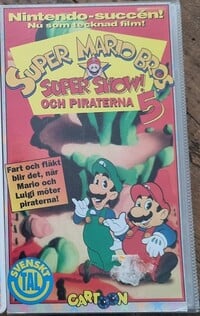 Nintendo-succén!
Nu som tecknad film!
SUPER MARIO BROS
SUPER SHOW!
OCH PIRATERNA
5
Fart och fläkt
blir det, när
Mario och
Luigi möter
piraterna!
SVENSKT
TAL
CARTOON